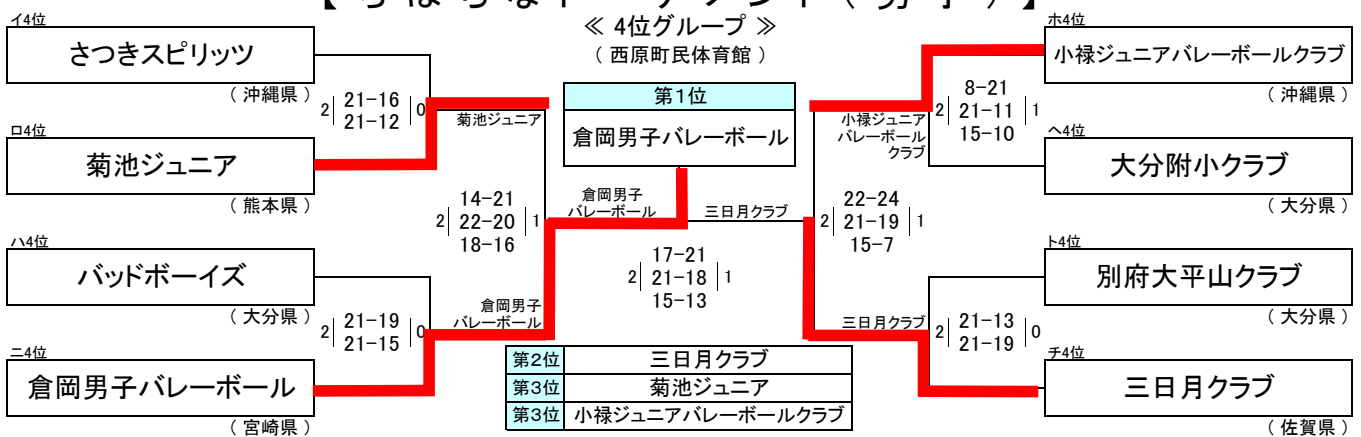 ≪ 4位グループ ≫
（ 西原町民体育館 ）
イ4位
さつきスピリッツ
（ 沖縄県 ）
ロ4位
菊池ジュニア
（ 熊本県 ）
ハ4位
バッドボーイズ
（ 大分県 ）
ニ4位
倉岡男子バレーボール
（ 宮崎県 ）
2 21-16 0
21-12
菊池ジュニア
2 21-19 0
21-15
倉岡男子
バレーボール
14-21
2 22-20 1
18-16
倉岡男子
バレーボール
第1位
倉岡男子バレーボール
17-21
2 21-18 1
15-13
三日月クラブ
第2位 三日月クラブ
第3位 菊池ジュニア
第3位 小禄ジュニアバレーボールクラブ
小禄ジュニア
バレーボール
クラブ
22-24
2 21-19 1
15-7
三日月クラブ
8-21
2 21-11 1
15-10
2 21-13 0
21-19
ホ4位
小禄ジュニアバレーボールクラブ
（ 沖縄県 ）
ヘ4位
大分附小クラブ
（ 大分県 ）
ト4位
別府大平山クラブ
（ 大分県 ）
チ4位
三日月クラブ
（ 佐賀県 ）